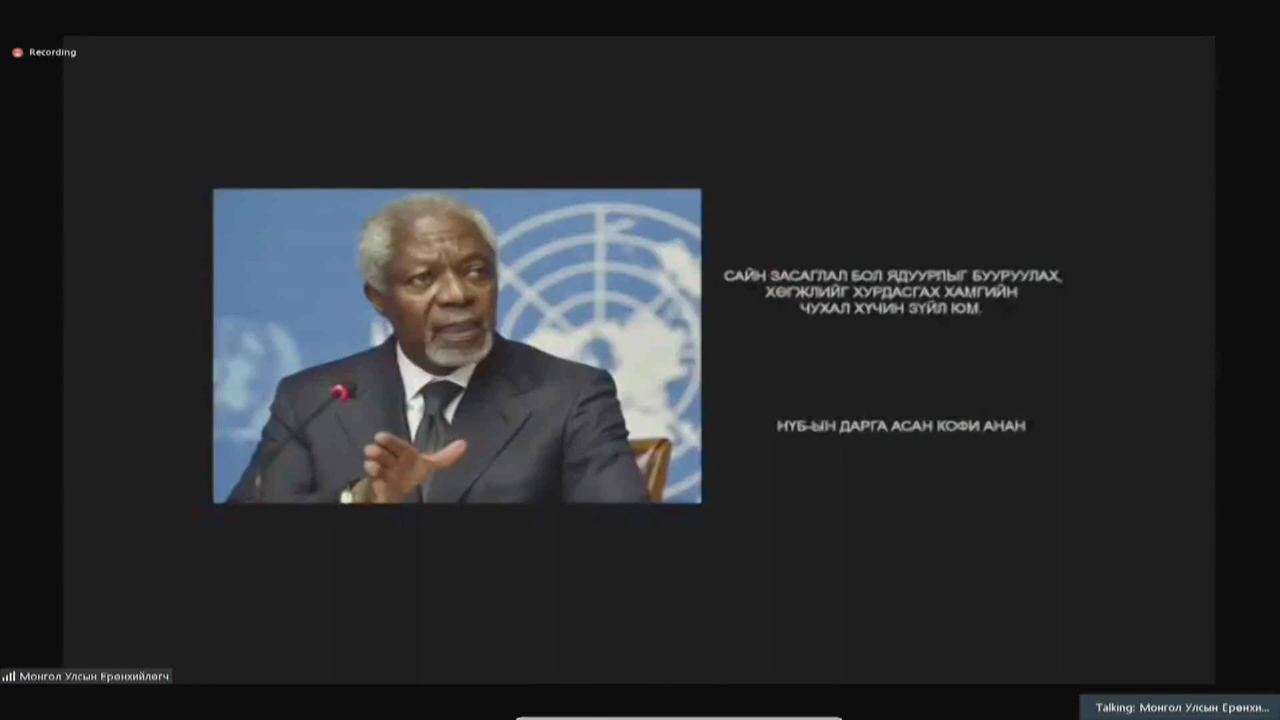 Recording
САЙН ЗАСАГЛАЛ БОЛ ЯДУУРЛЫГ БУУРУУЛАХ,
ХӨГЖЛИЙГ ХУРДАСГАХ ХАМГИЙН
ЧУХАЛ ХҮЧИН ЗҮЙЛ ЮМ.
НҮБ-ЫН ДАРГА АСАН КОФИ АНАН
Монгол Улсын Ерөнхийлөгч
Talking: Монгол Улсын Ерөнхи...